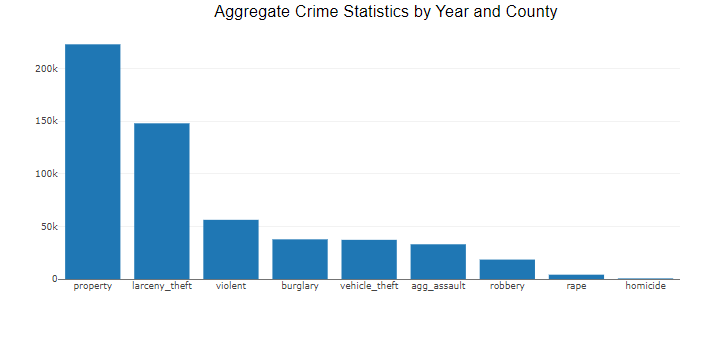 Aggregate Crime Statistics by Year and County
200k
150k
100k
50k
0
property larceny_theft violent burglary vehicle_theft agg_assault robbery rape homicide